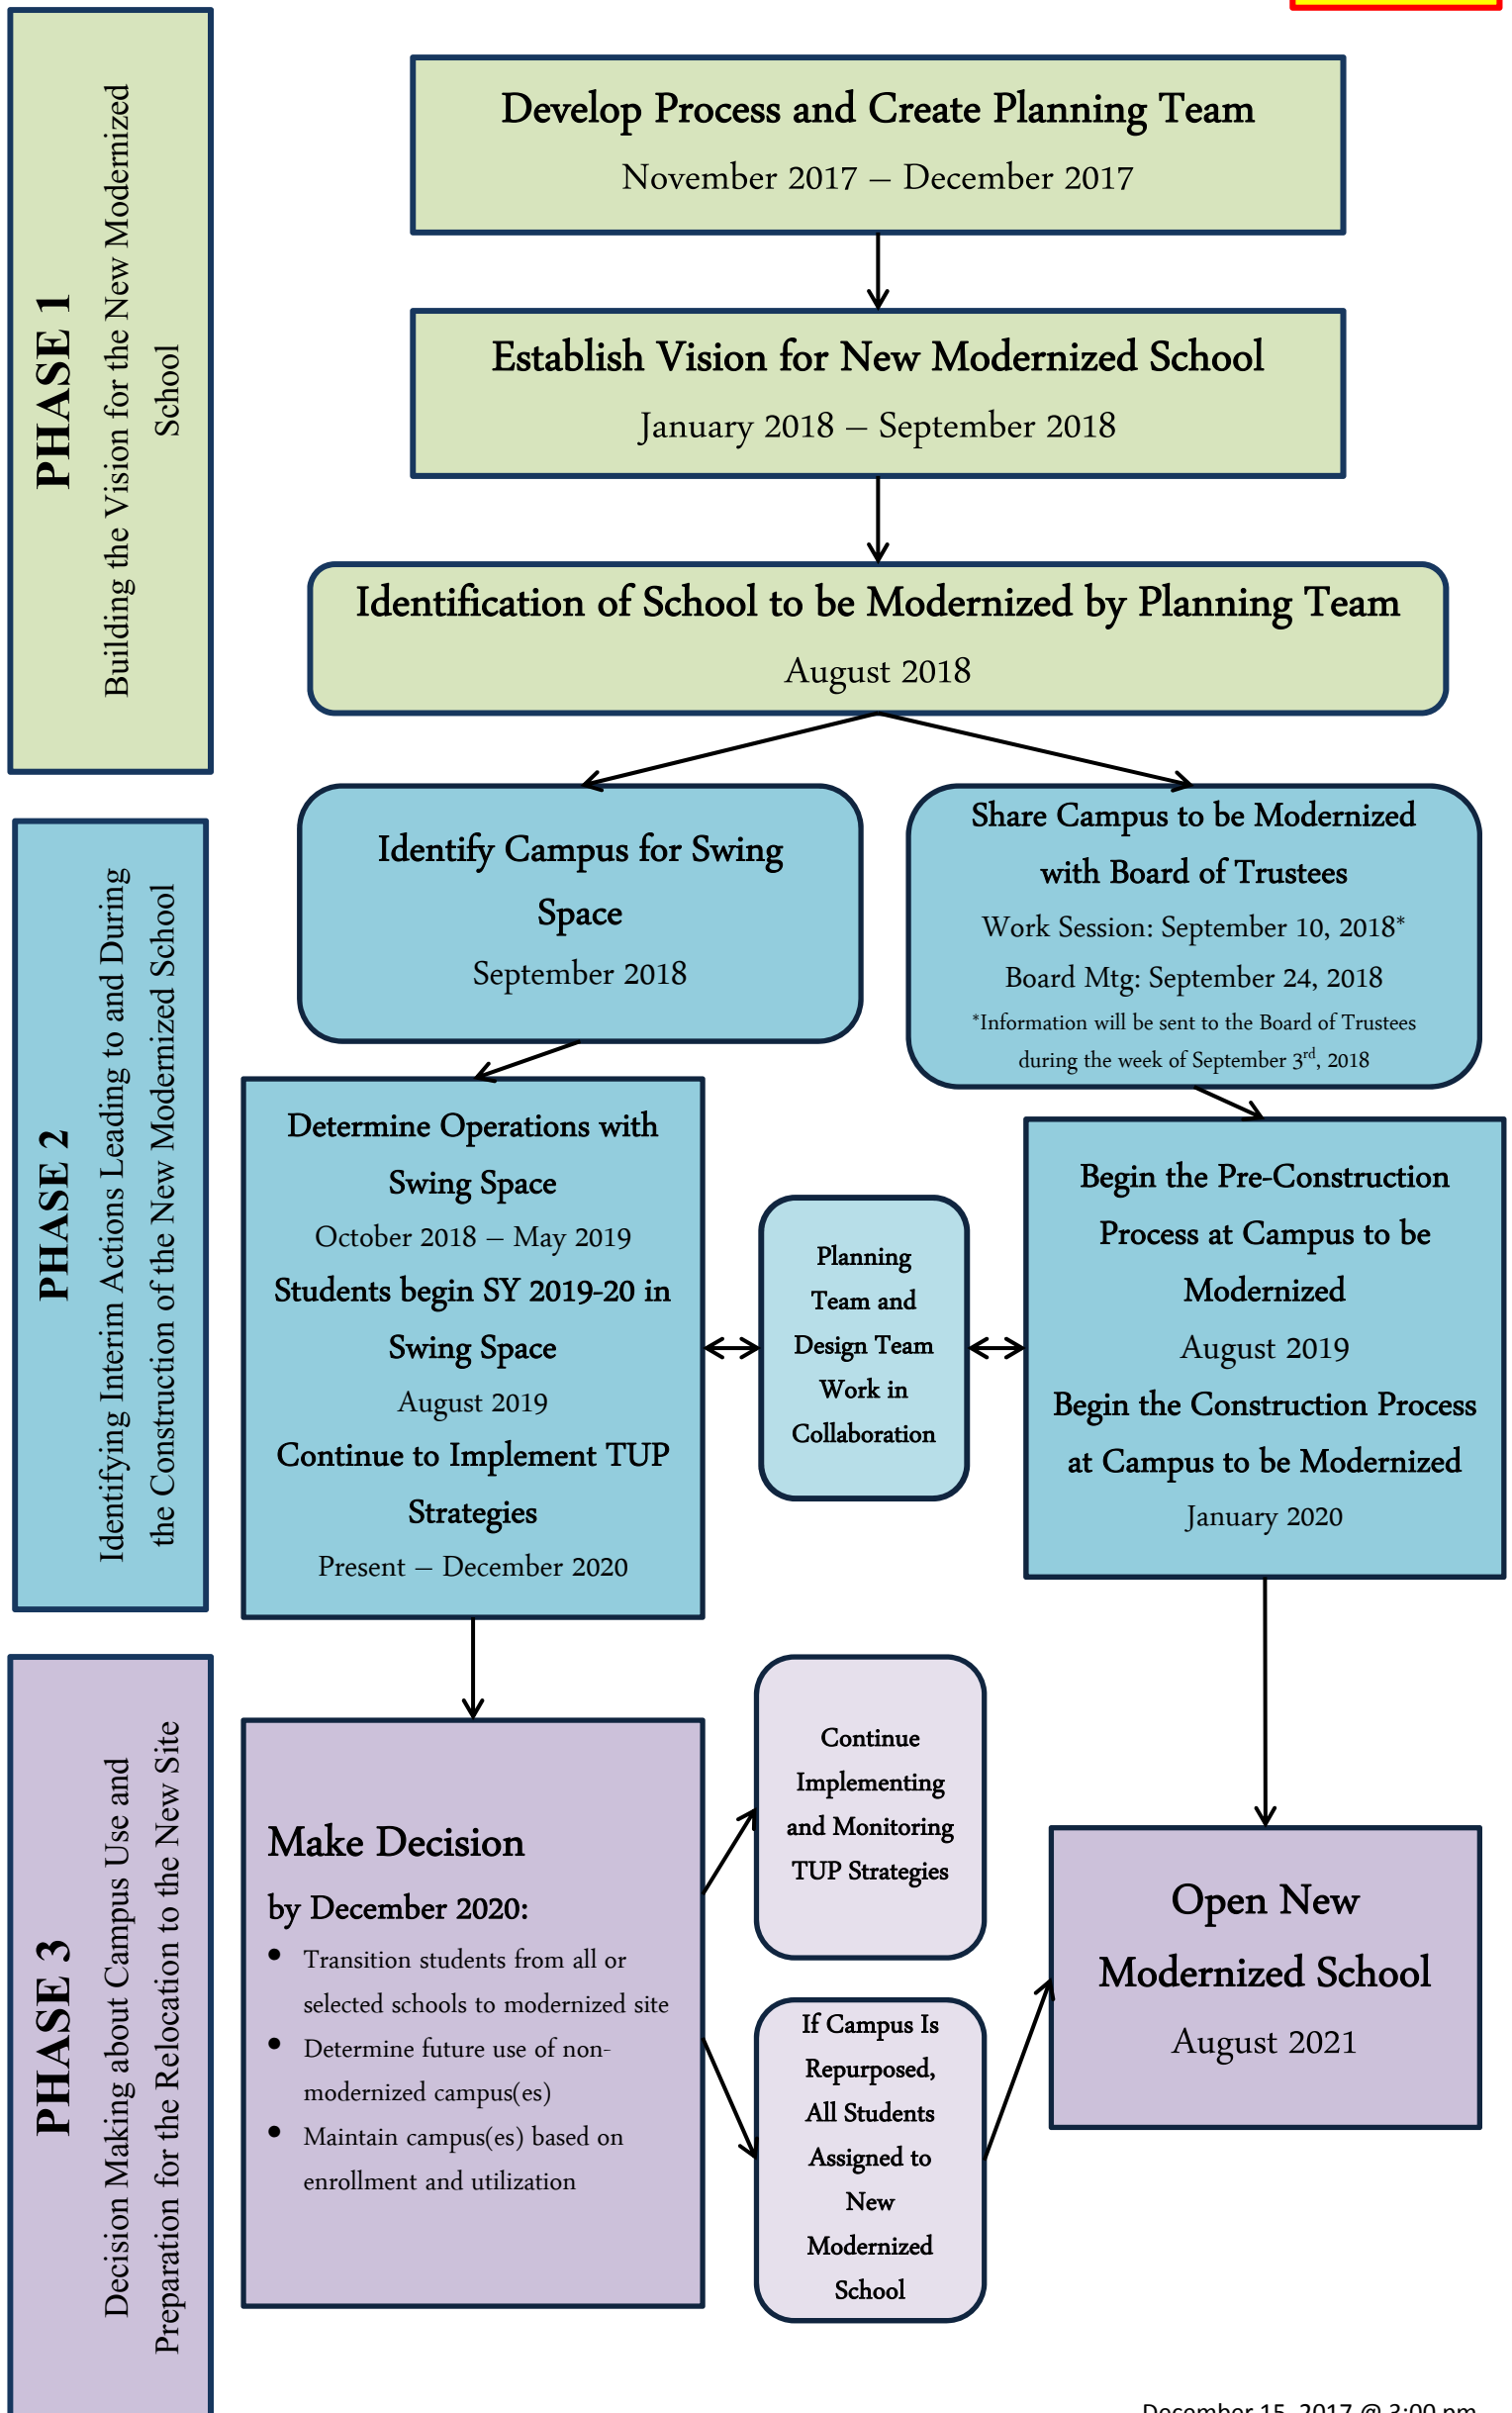 PHASE 1
Building the Vision for the New Modernized
School
Develop Process and Create Planning Team
November 2017 – December 2017
Establish Vision for New Modernized School
January 2018 – September 2018
Identification of School to be Modernized by Planning Team
August 2018
PHASE 2
Identifying Interim Actions Leading to and During
the Construction of the New Modernized School
Identify Campus for Swing
Space
September 2018
Share Campus to be Modernized
with Board of Trustees
Work Session: September 10, 2018*
Board Mtg: September 24, 2018
*Information will be sent to the Board of Trustees
during the week of September 3rd, 2018
Determine Operations with
Swing Space
October 2018 – May 2019
Students begin SY 2019-20 in
Swing Space
August 2019
Continue to Implement TUP
Strategies
Present – December 2020
Planning
Team and
Design Team
Work in
Collaboration
Begin the Pre-Construction
Process at Campus to be
Modernized
August 2019
Begin the Construction Process
at Campus to be Modernized
January 2020
PHASE 3
Decision Making about Campus Use and
Preparation for the Relocation to the New Site
Make Decision
by December 2020:
• Transition students from all or
selected schools to modernized site
• Determine future use of non-
modernized campus(es)
• Maintain campus(es) based on
enrollment and utilization
Continue
Implementing
and Monitoring
TUP Strategies
If Campus Is
Repurposed,
All Students
Assigned to
New
Modernized
School
Open New
Modernized School
August 2021
December 15, 2017 @ 3:00 pm